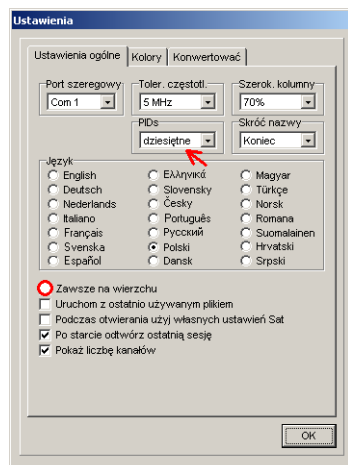 Ustawienia
Ustawienia ogólne Kolory Konwertować
Port szeregowy Toler. częstotl. Szerok. kolumny
Com 1 5 MHz 70%
PIDs Skróć nazwy
dziesiętne Koniec
Język
English Ελληνικά Magyar
Deutsch Slovensky Türkçe
Nederlands Česky Norsk
Italiano Português Romana
Français Русский Suomalainen
Svenska Polski Hrvatski
Español Dansk Srpski
Zawsze na wierzchu
Uruchom z ostatnio używanym plikiem
Podczas otwierania użyj własnych ustawień Sat
Po starcie odtwórz ostatnią sesję
Pokaż liczbę kanałów
OK